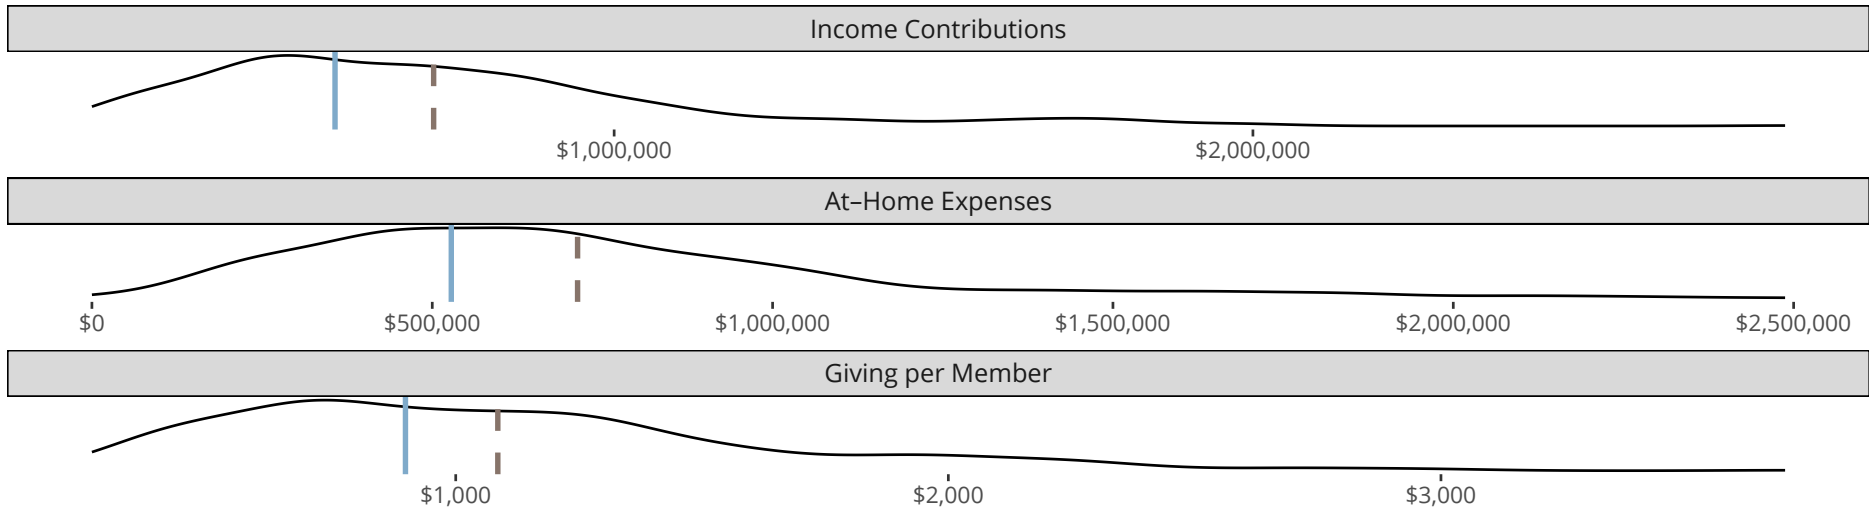 Income Contributions
$1,000,000 $2,000,000
At–Home Expenses
$0 $500,000 $1,000,000 $1,500,000 $2,000,000 $2,500,000
Giving per Member
$1,000 $2,000 $3,000